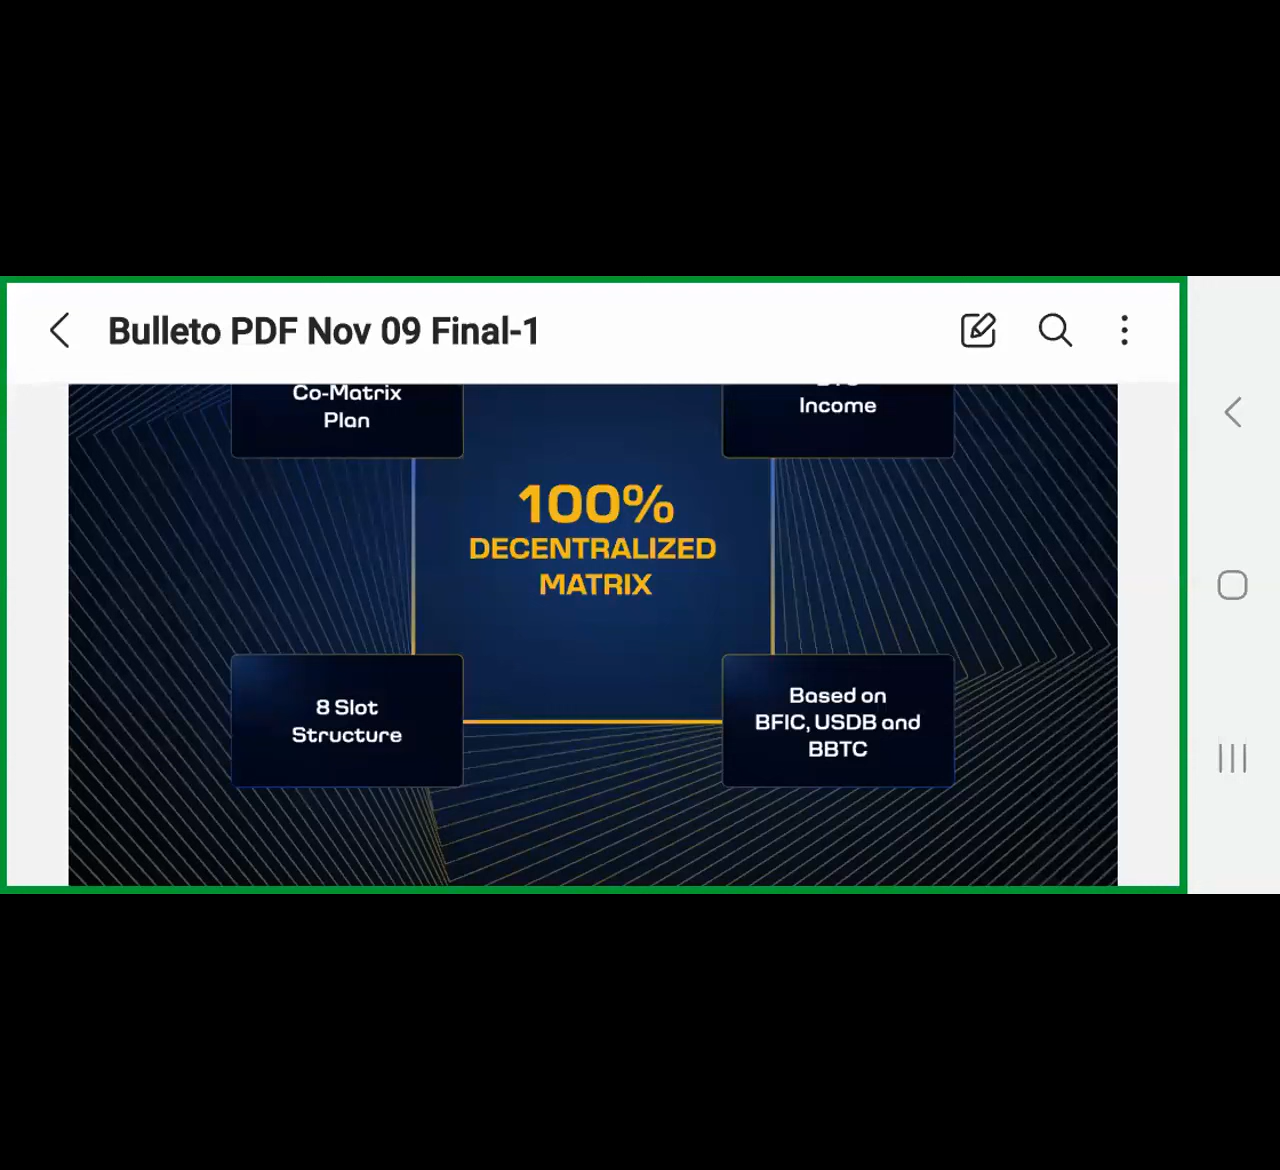 Bulleto PDF Nov 09 Final-1
Co-Matrix
Plan
Income
100%
DECENTRALIZED
MATRIX
8 Slot
Structure
Based on
BFIC, USDB and
BBTC